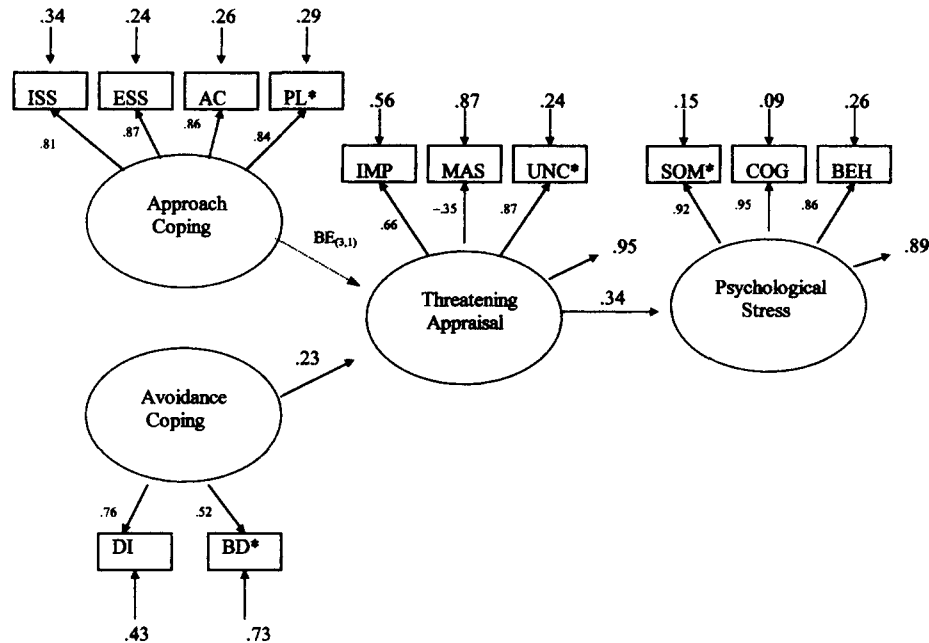 .34 .24 .26 .29
ISS ESS AC PL*
.81 .87 .86 .84
Approach
Coping
BE(3,1)
.56 .87 .24
IMP MAS UNC*
.66 -.35 .87
Threatening
Appraisal
.95
.34
.15 .09 .26
SOM* COG BEH
.92 .95 .86
Psychological
Stress
.89
.23
Avoidance
Coping
.76 .52
DI BD*
.43 .73